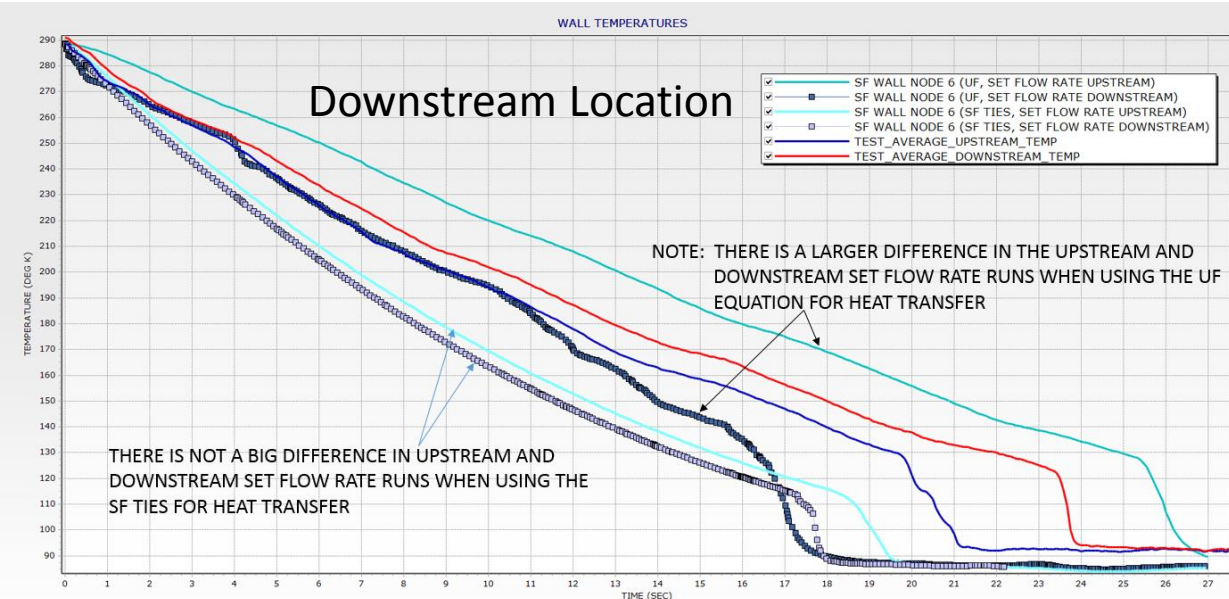 WALL TEMPERATURES
Downstream Location
SF WALL NODE 6 (UF, SET FLOW RATE UPSTREAM)
SF WALL NODE 6 (UF, SET FLOW RATE DOWNSTREAM)
SF WALL NODE 6 (SF TIES, SET FLOW RATE UPSTREAM)
SF WALL NODE 6 (SF TIES, SET FLOW RATE DOWNSTREAM)
TEST_AVERAGE_UPSTREAM_TEMP
TEST_AVERAGE_DOWNSTREAM_TEMP
NOTE: THERE IS A LARGER DIFFERENCE IN THE UPSTREAM AND
DOWNSTREAM SET FLOW RATE RUNS WHEN USING THE UF
EQUATION FOR HEAT TRANSFER
THERE IS NOT A BIG DIFFERENCE IN UPSTREAM AND
DOWNSTREAM SET FLOW RATE RUNS WHEN USING THE
SF TIES FOR HEAT TRANSFER
TEMPERATURE (DEG K)
290
280
270
260
250
240
230
220
210
200
190
180
170
160
150
140
130
120
110
100
90
0 1 2 3 4 5 6 7 8 9 10 11 12 13 14 15 16 17 18 19 20 21 22 23 24 25 26 27
TIME (SEC)